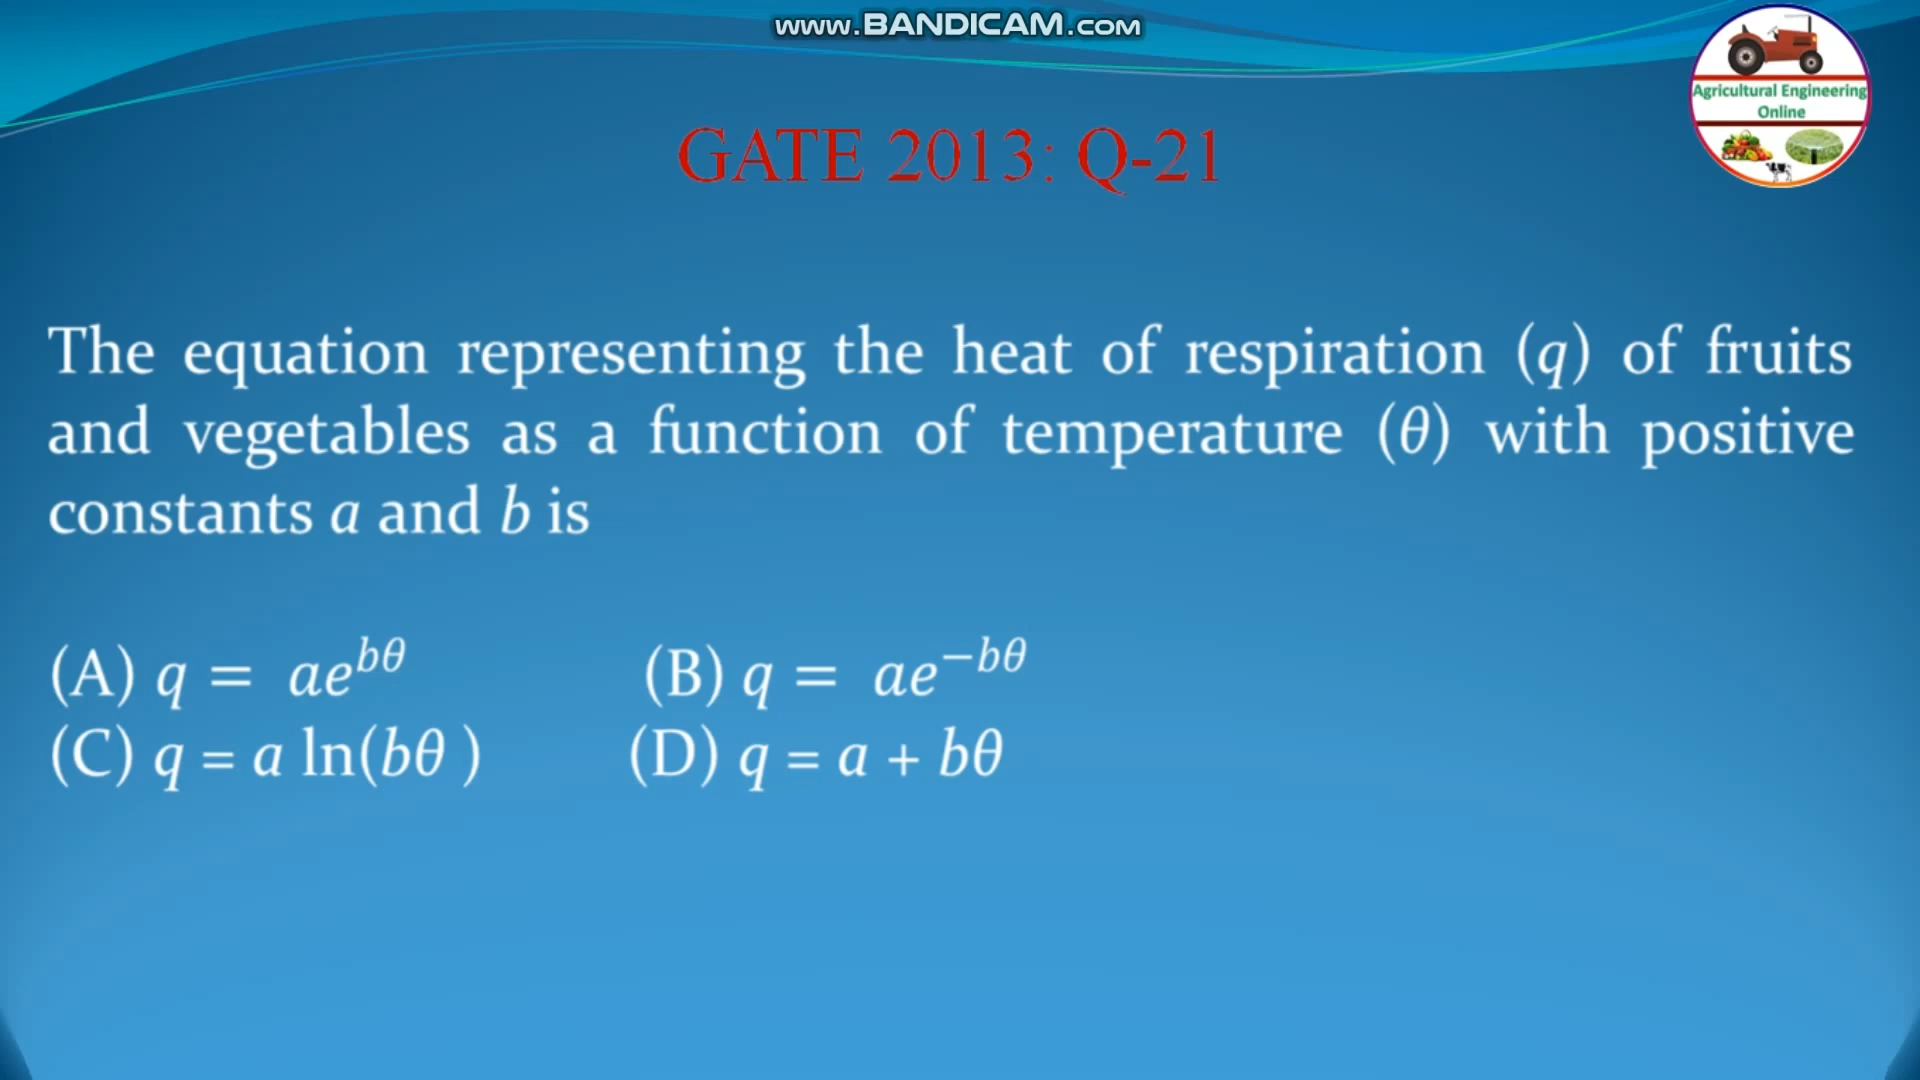 www.BANDICAM.com
Agricultural Engineering
Online
GATE 2013: Q-21
The equation representing the heat of respiration (q) of fruits
and vegetables as a function of temperature (θ) with positive
constants a and b is
(A) q = ae^{bθ} (B) q = ae^{−bθ}
(C) q = a ln(bθ ) (D) q = a + bθ